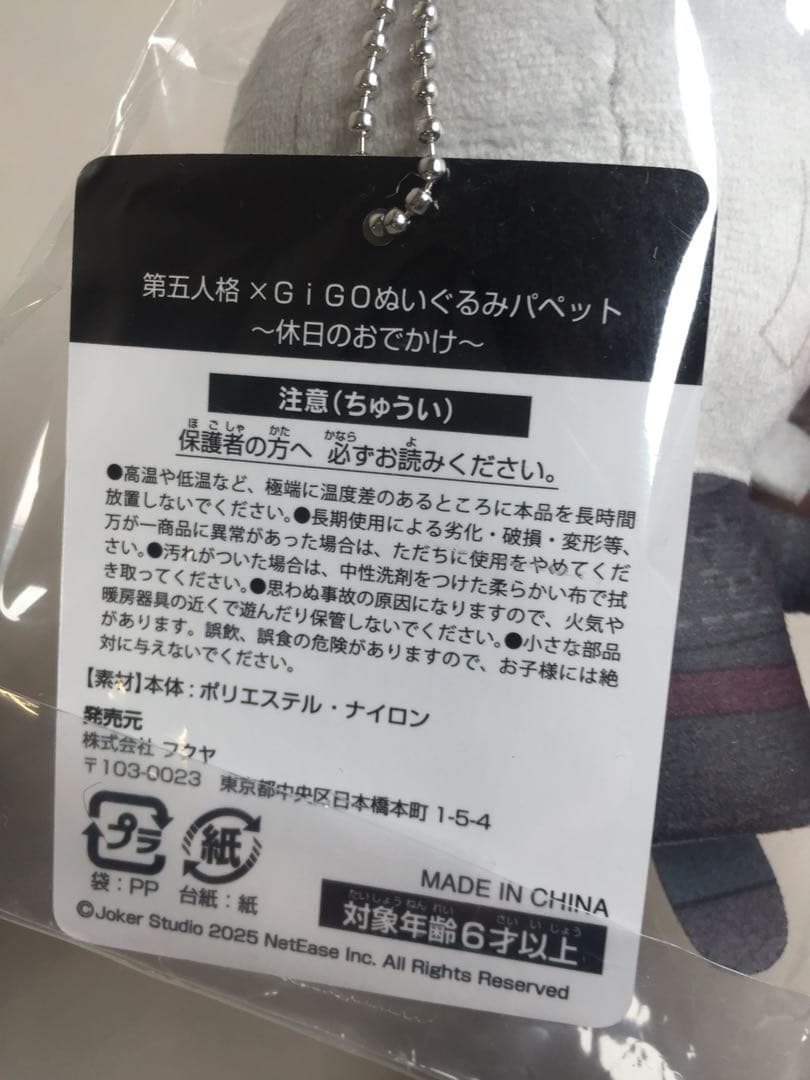 第五人格×GiGOぬいぐるみパペット
～休日のおでかけ～
注意(ちゅうい)
保護者の方へ 必ずお読みください。
ほごしゃ かた かなら よ
●高温や低温など、極端に温度差のあるところに本品を長時間
放置しないでください。●長期使用による劣化・破損・変形等、
万が一商品に異常があった場合は、ただちに使用をやめてくだ
さい。●汚れがついた場合は、中性洗剤をつけた柔らかい布で拭
き取ってください。●思わぬ事故の原因になりますので、火気や
暖房器具の近くで遊んだり保管しないでください。●小さな部品
があります。誤飲、誤食の危険がありますので、お子様には絶
対に与えないでください。
【素材】本体：ポリエステル・ナイロン
発売元
株式会社 フクヤ
〒103-0023 東京都中央区日本橋本町 1-5-4
プラ 紙
袋：PP 台紙：紙
MADE IN CHINA
たいしょうねんれい さい いじょう
対象年齢6才以上
©Joker Studio 2025 NetEase Inc. All Rights Reserved